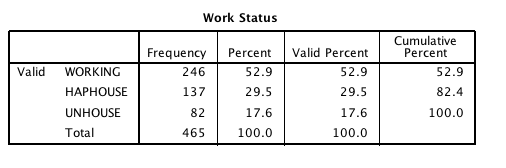 Work Status
Frequency Percent Valid Percent Cumulative Percent
Valid WORKING 246 52.9 52.9 52.9
HAPHOUSE 137 29.5 29.5 82.4
UNHOUSE 82 17.6 17.6 100.0
Total 465 100.0 100.0